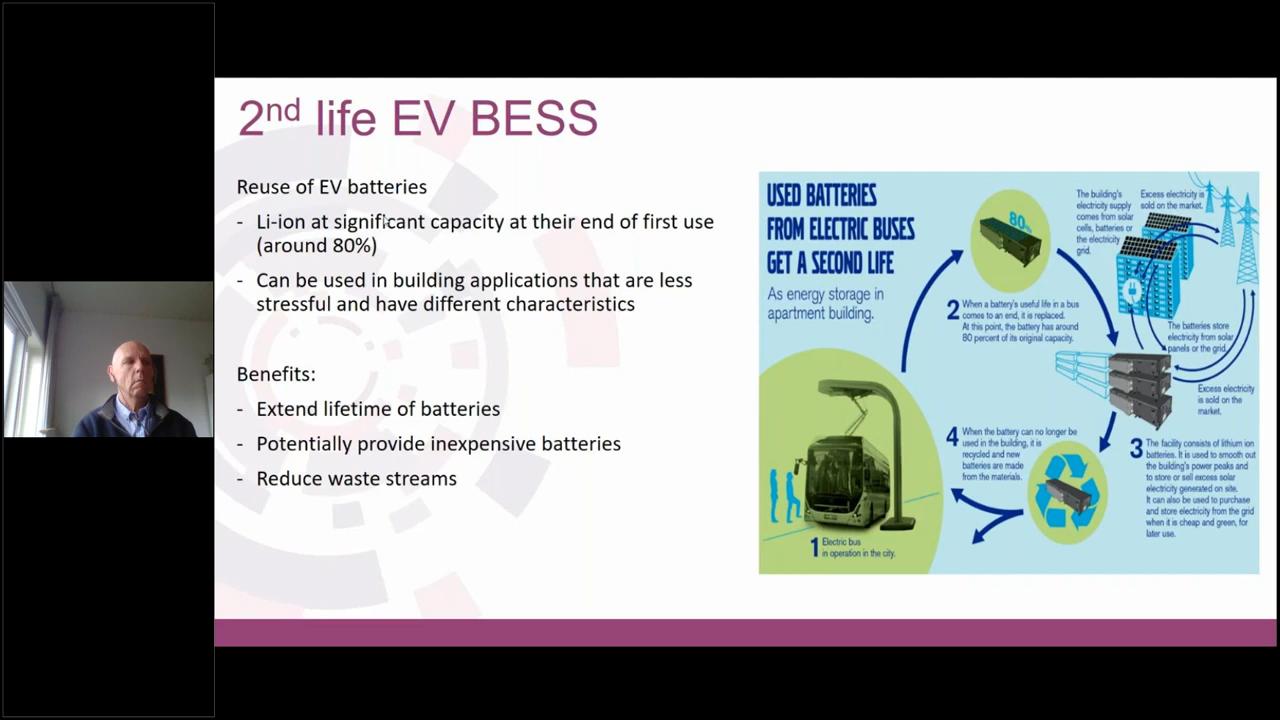 2nd life EV BESS
Reuse of EV batteries
- Li-ion at significant capacity at their end of first use
(around 80%)
- Can be used in building applications that are less
stressful and have different characteristics
Benefits:
- Extend lifetime of batteries
- Potentially provide inexpensive batteries
- Reduce waste streams
USED BATTERIES
FROM ELECTRIC BUSES
GET A SECOND LIFE
As energy storage in
apartment building.
1 Electric bus
in operation in the city.
80%
2 When a battery's useful life in a bus
comes to an end, it is replaced.
At this point, the battery has around
80 percent of its original capacity.
The building's
electricity supply
comes from solar
cells, batteries or
the electricity
grid.
Excess electricity is
sold on the market.
The batteries store
electricity from solar
panels or the grid.
Excess electricity
is sold on the
market.
3 The facility consists of lithium ion
batteries. It is used to smooth out
the building's power peaks and
to store or sell excess solar
electricity generated on site.
It can also be used to purchase
and store electricity from the grid
when it is cheap and green, for
later use.
4 When the battery can no longer be
used in the building, it is
recycled and new
batteries are made
from the materials.